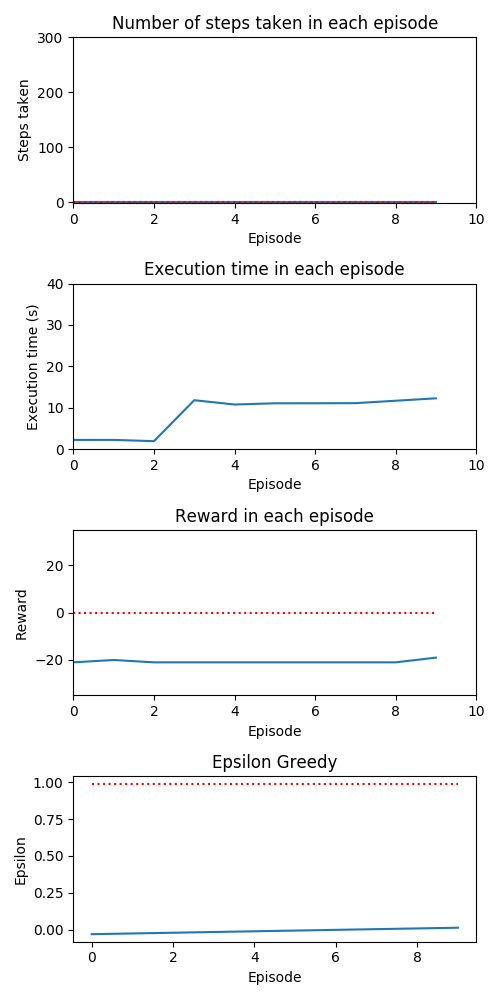 Number of steps taken in each episode
300
200
100
0
Steps taken
0 2 4 6 8 10
Episode
Execution time in each episode
40
30
20
10
0
Execution time (s)
0 2 4 6 8 10
Episode
Reward in each episode
20
0
−20
Reward
0 2 4 6 8 10
Episode
Epsilon Greedy
1.00
0.75
0.50
0.25
0.00
Epsilon
0 2 4 6 8
Episode